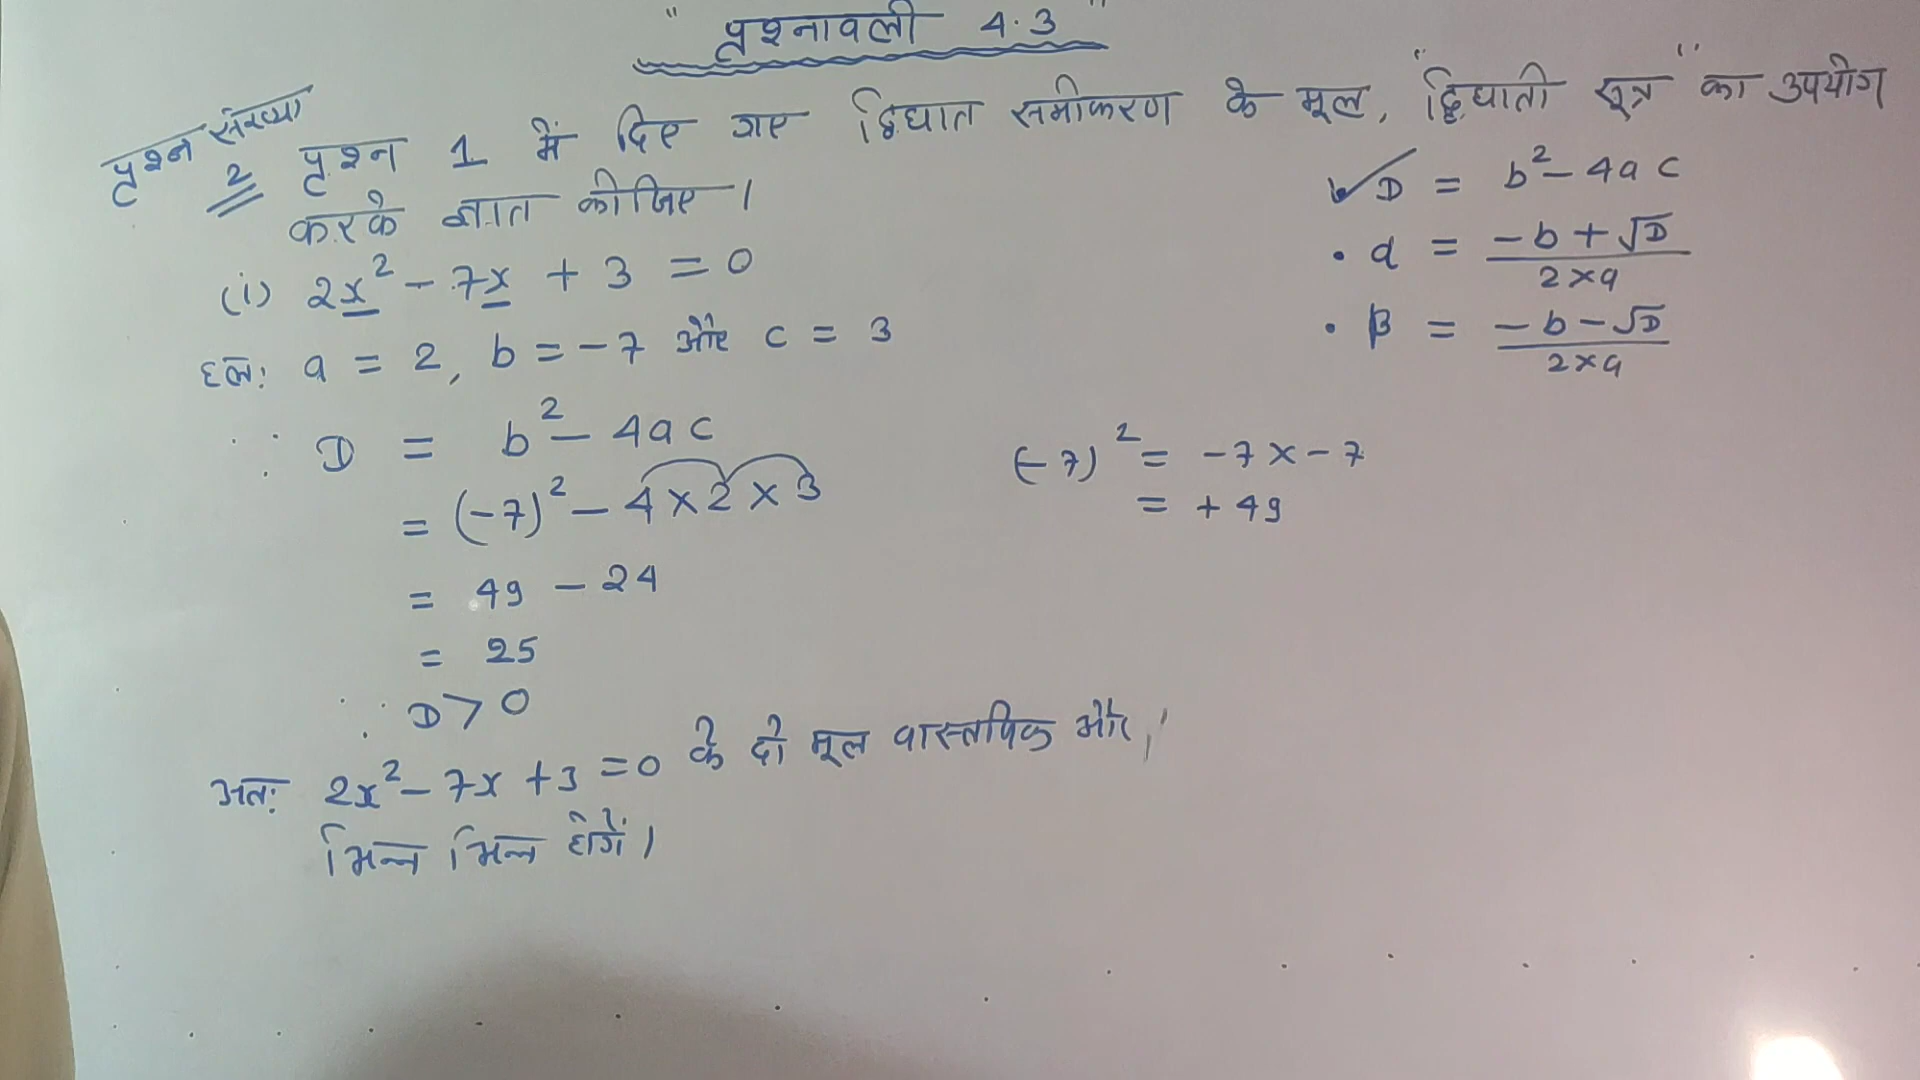 " प्रश्नावली 4.3 "
प्रश्न संख्या
2 प्रश्न 1 में दिए गए द्विघात समीकरण के मूल, "द्विघाती सूत्र" का उपयोग
करके ज्ञात कीजिए।
(i) 2x² - 7x + 3 = 0
हल: a = 2, b = -7 और c = 3
∵ D = b² - 4ac
= (-7)² - 4×2×3
= 49 - 24
= 25
∵ D > 0
अतः 2x² - 7x + 3 = 0 के दो मूल वास्तविक और
भिन्न भिन्न होगें।
✓D = b² - 4ac
• α = (-b + √D)/(2×a)
• β = (-b - √D)/(2×a)
(-7)² = -7 × -7
= +49